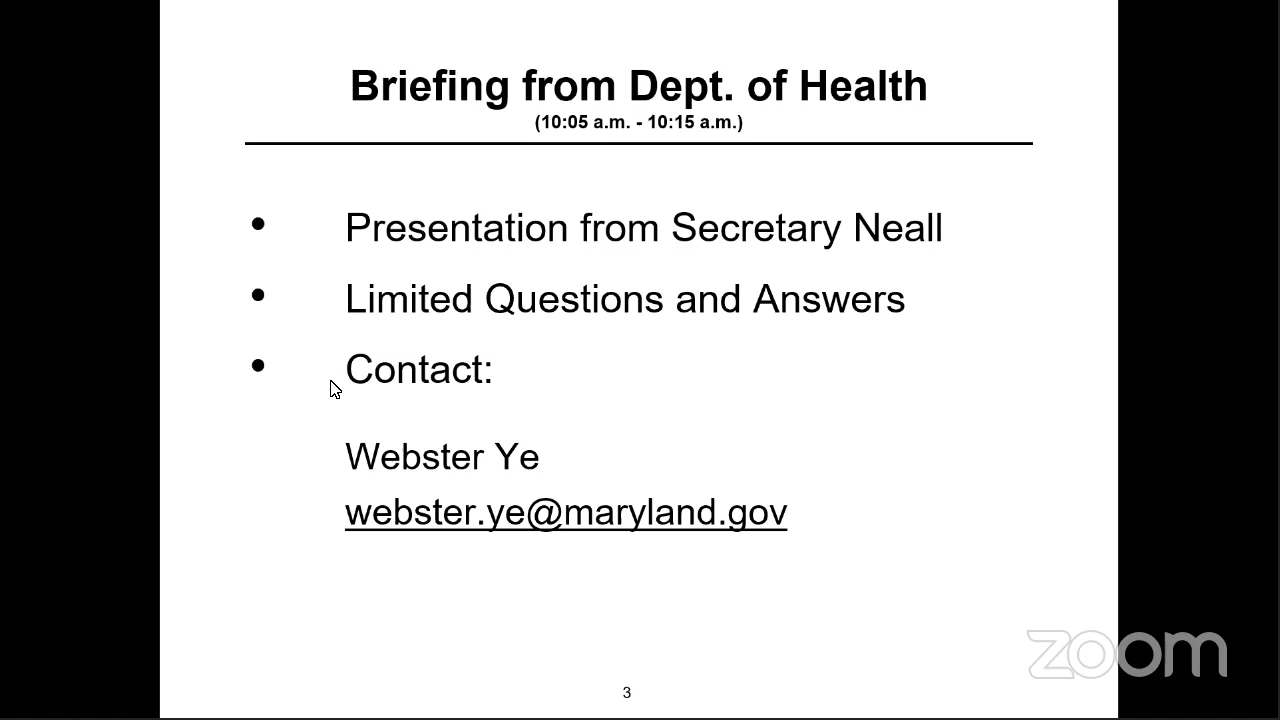 Briefing from Dept. of Health
(10:05 a.m. - 10:15 a.m.)
• Presentation from Secretary Neall
• Limited Questions and Answers
• Contact:
Webster Ye
webster.ye@maryland.gov
zoom
3